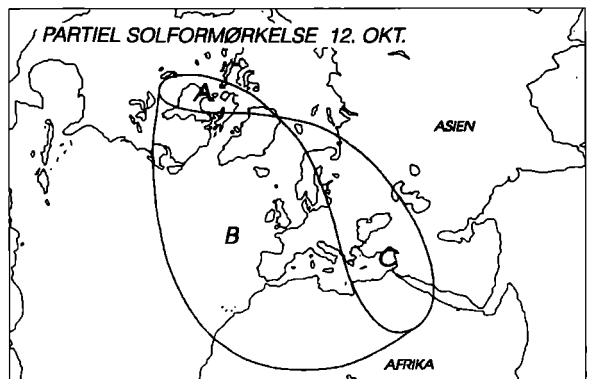 PARTIEL SOLFORMØRKELSE 12. OKT.
A
ASIEN
B
C
AFRIKA